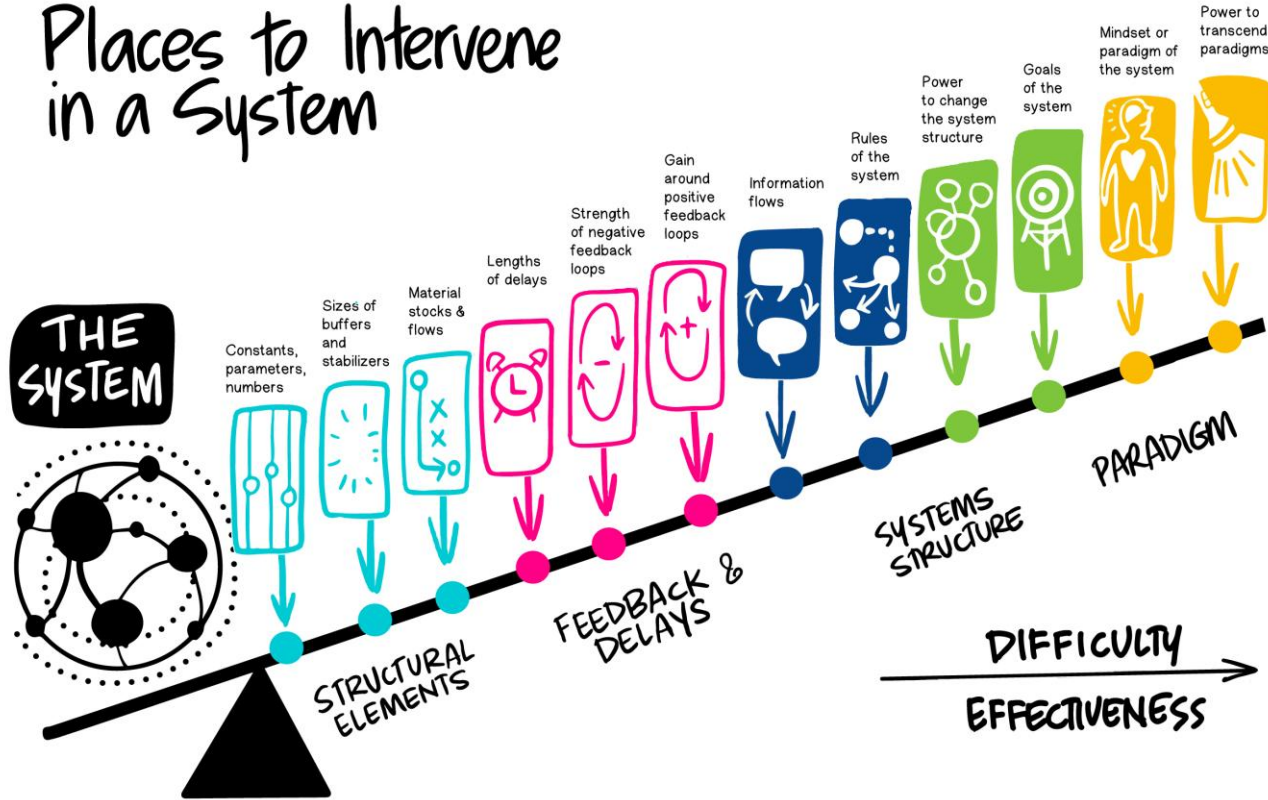 Places to Intervene
in a System
THE
SYSTEM
Constants,
parameters,
numbers
Sizes of
buffers
and
stabilizers
Material
stocks &
flows
Lengths
of delays
Strength
of negative
feedback
loops
Gain
around
positive
feedback
loops
Information
flows
Rules
of the
system
Power
to change
the system
structure
Goals
of the
system
Mindset or
paradigm of
the system
Power to
transcend
paradigms
-
+
STRUCTURAL
ELEMENTS
FEEDBACK &
DELAYS
SYSTEMS
STRUCTURE
PARADIGM
DIFFICULTY
EFFECTIVENESS